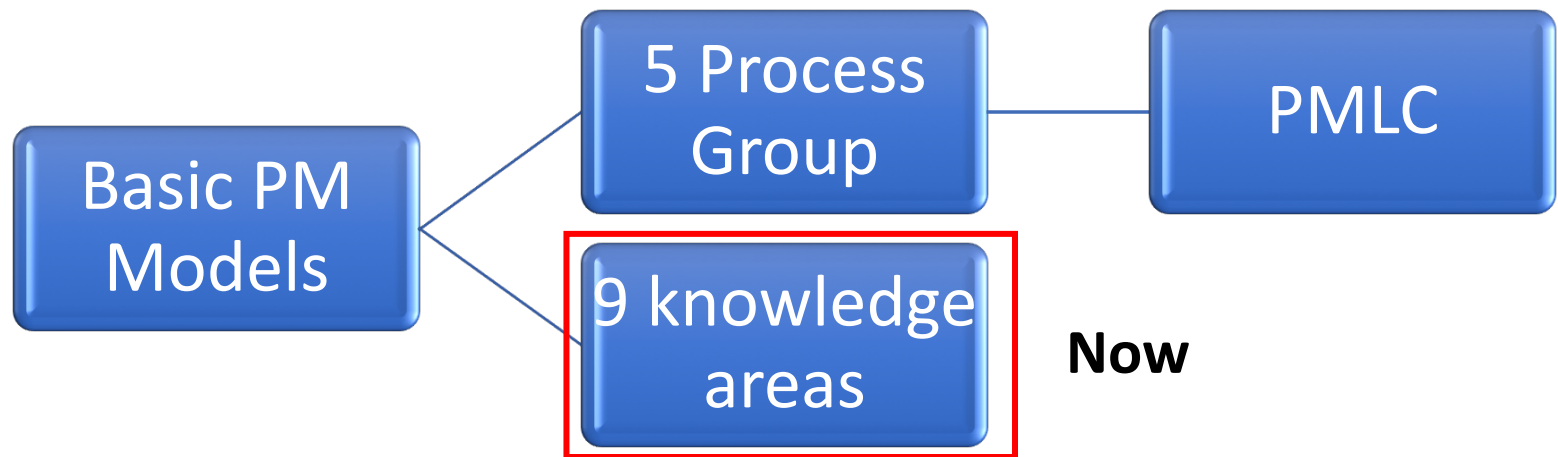 Basic PM
Models
5 Process
Group
PMLC
9 knowledge
areas
Now